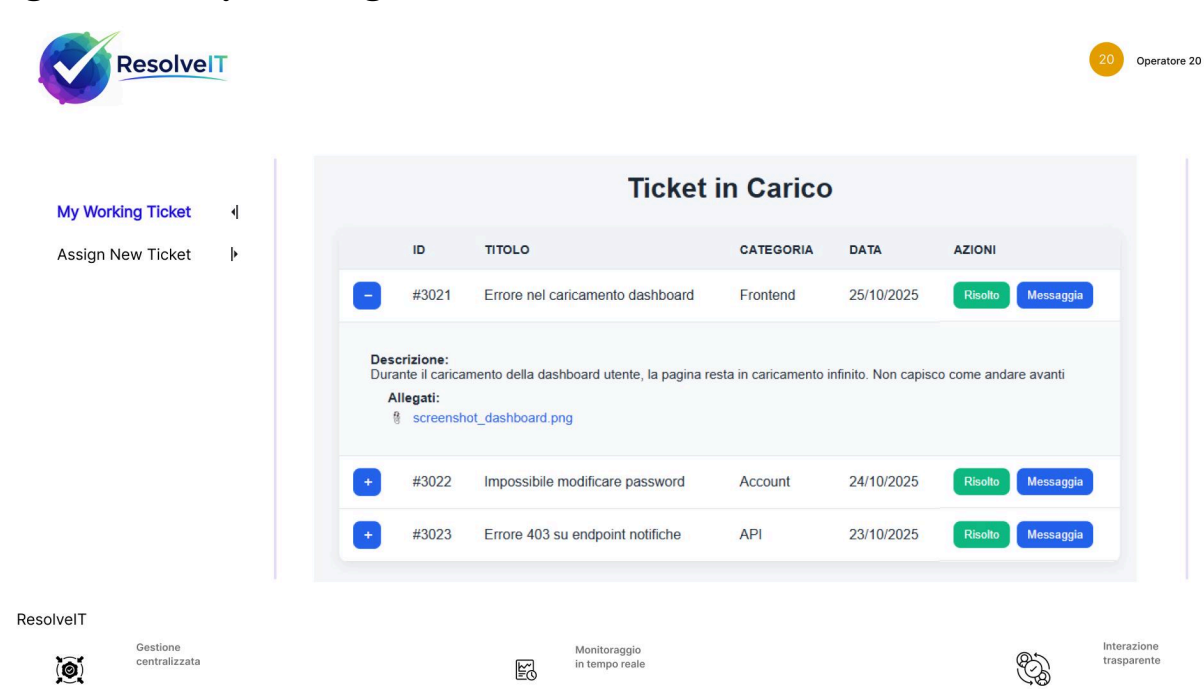 ResolveIT
20
Operatore 20
My Working Ticket
Assign New Ticket
Ticket in Carico
ID TITOLO CATEGORIA DATA AZIONI
− #3021 Errore nel caricamento dashboard Frontend 25/10/2025 Risolto Messaggia
Descrizione:
Durante il caricamento della dashboard utente, la pagina resta in caricamento infinito. Non capisco come andare avanti
Allegati:
screenshot_dashboard.png
+ #3022 Impossibile modificare password Account 24/10/2025 Risolto Messaggia
+ #3023 Errore 403 su endpoint notifiche API 23/10/2025 Risolto Messaggia
ResolveIT
Gestione
centralizzata
Monitoraggio
in tempo reale
Interazione
trasparente